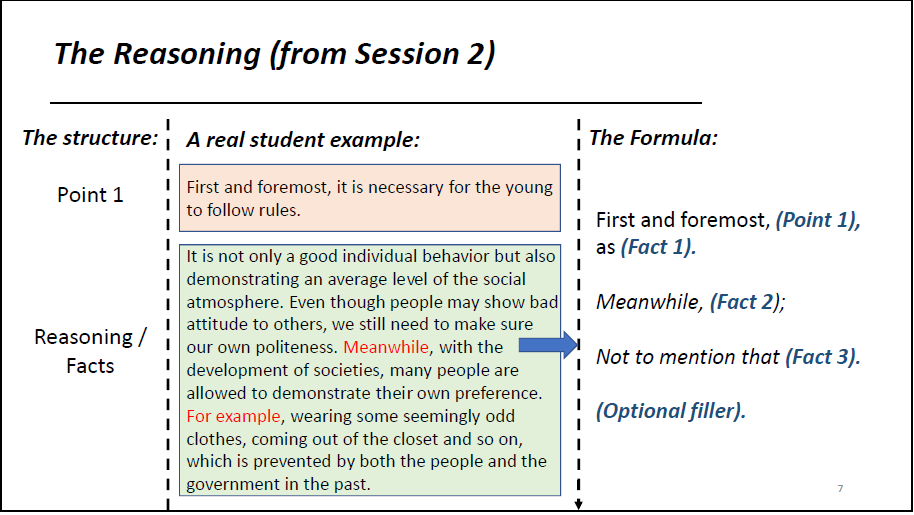 The Reasoning (from Session 2)
The structure:
A real student example:
The Formula:
Point 1
First and foremost, it is necessary for the young
to follow rules.
Reasoning /
Facts
It is not only a good individual behavior but also
demonstrating an average level of the social
atmosphere. Even though people may show bad
attitude to others, we still need to make sure
our own politeness. Meanwhile, with the
development of societies, many people are
allowed to demonstrate their own preference.
For example, wearing some seemingly odd
clothes, coming out of the closet and so on,
which is prevented by both the people and the
government in the past.
First and foremost, (Point 1),
as (Fact 1).
Meanwhile, (Fact 2);
Not to mention that (Fact 3).
(Optional filler).
7